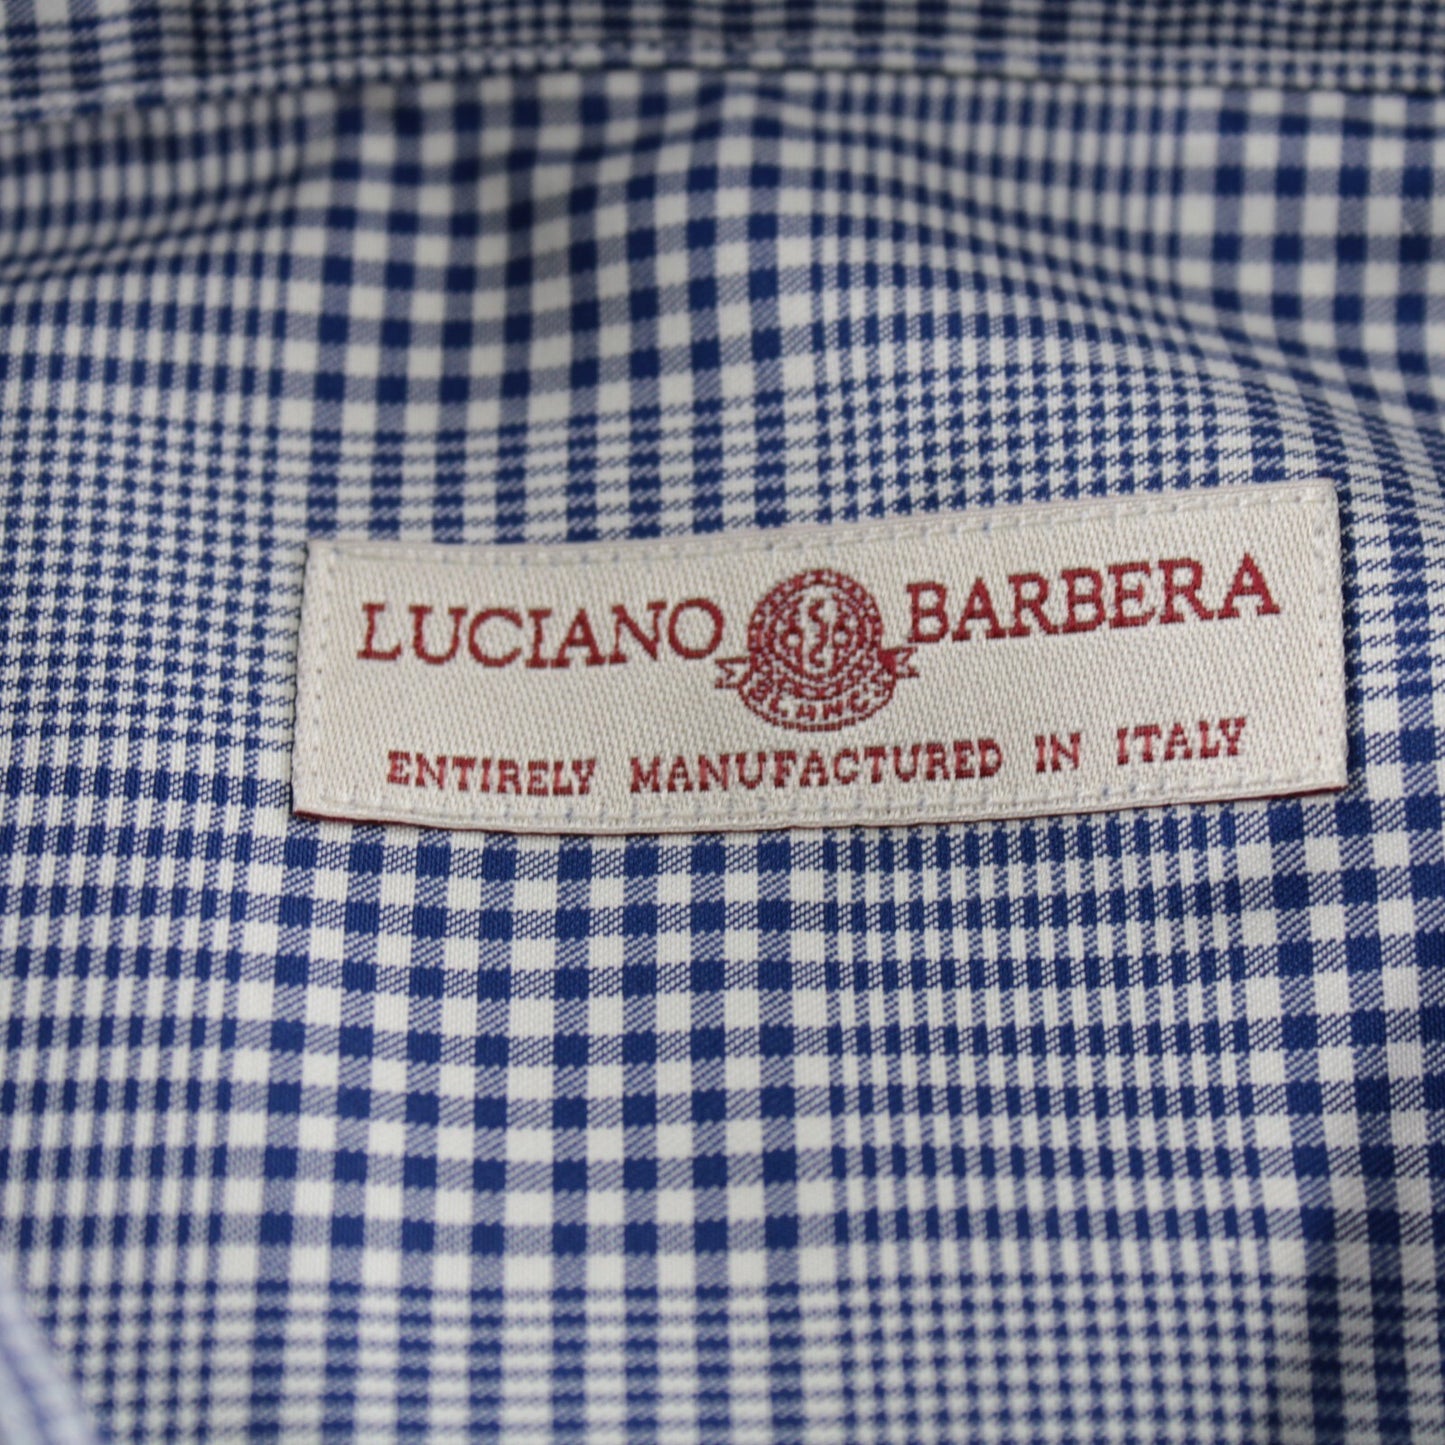 LUCIANO BARBERA
ENTIRELY MANUFACTURED IN ITALY